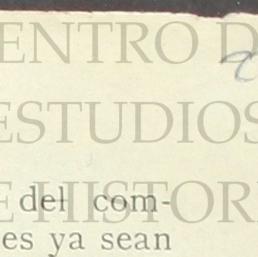 ENTRO D
ESTUDIOS
E HISTOR
del com-
es ya sean